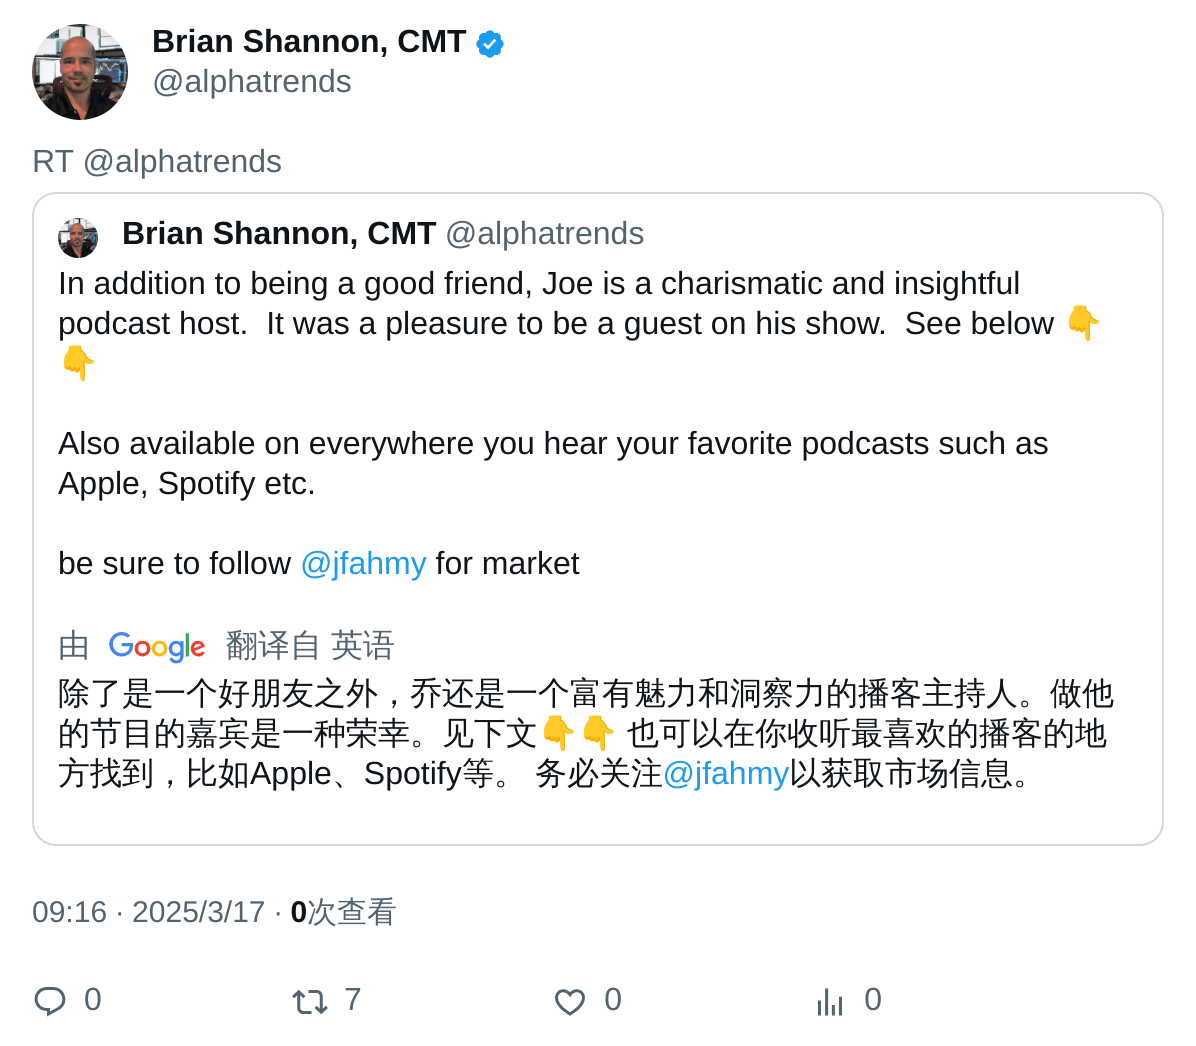 Brian Shannon, CMT
@alphatrends
RT @alphatrends
Brian Shannon, CMT @alphatrends
In addition to being a good friend, Joe is a charismatic and insightful
podcast host.  It was a pleasure to be a guest on his show.  See below 👇
👇
Also available on everywhere you hear your favorite podcasts such as
Apple, Spotify etc.
be sure to follow @jfahmy for market
由 Google 翻译自 英语
除了是一个好朋友之外，乔还是一个富有魅力和洞察力的播客主持人。做他
的节目的嘉宾是一种荣幸。见下文👇👇 也可以在你收听最喜欢的播客的地
方找到，比如Apple、Spotify等。 务必关注@jfahmy以获取市场信息。
09:16 · 2025/3/17 · 0次查看
0 7 0 0